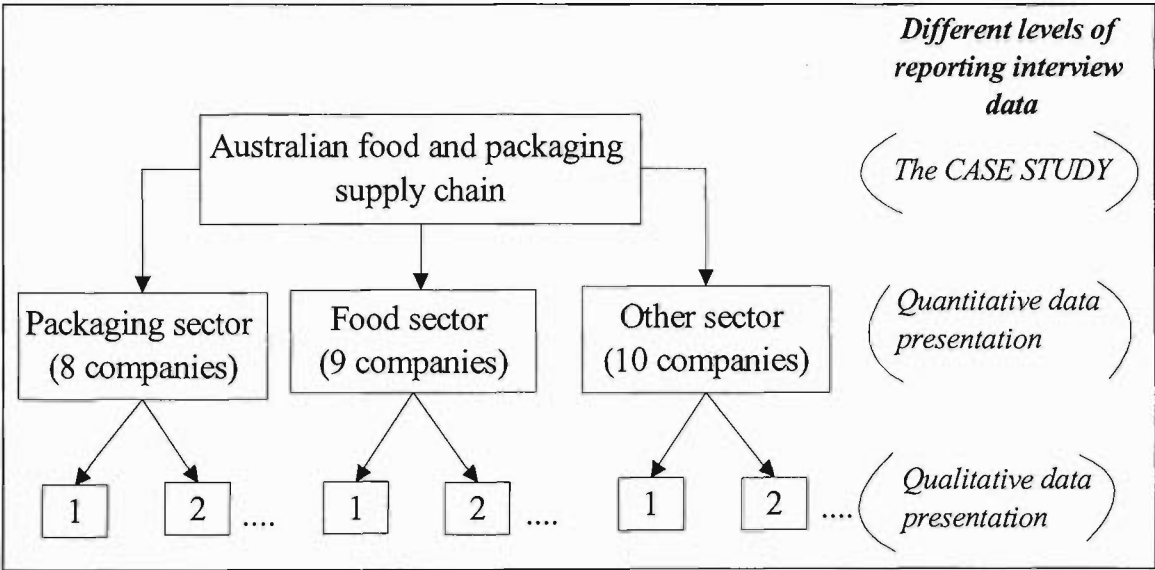 Different levels of
reporting interview
data
Australian food and packaging
supply chain
The CASE STUDY
Packaging sector
(8 companies)
Food sector
(9 companies)
Other sector
(10 companies)
Quantitative data
presentation
1
2
....
1
2
....
1
2
....
Qualitative data
presentation